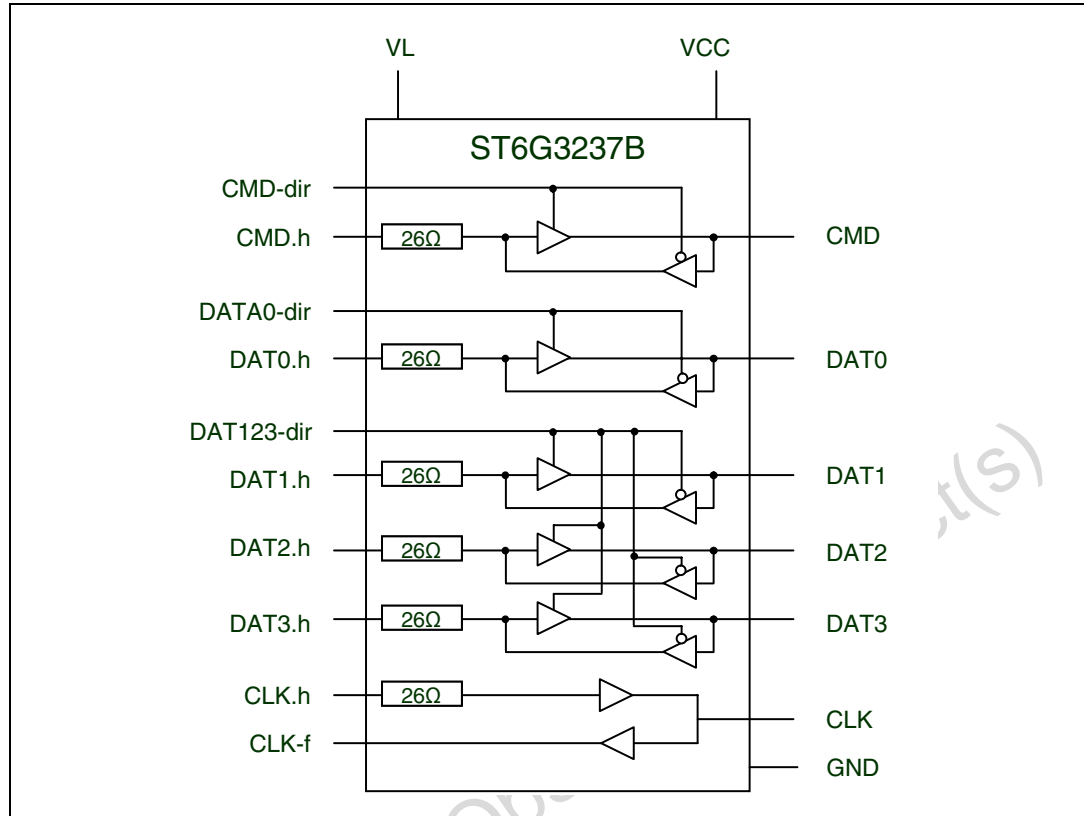 VL VCC
ST6G3237B
CMD-dir
CMD.h 26Ω CMD
DATA0-dir
DAT0.h 26Ω DAT0
DAT123-dir
DAT1.h 26Ω DAT1
DAT2.h 26Ω DAT2
DAT3.h 26Ω DAT3
CLK.h 26Ω
CLK
CLK-f
GND